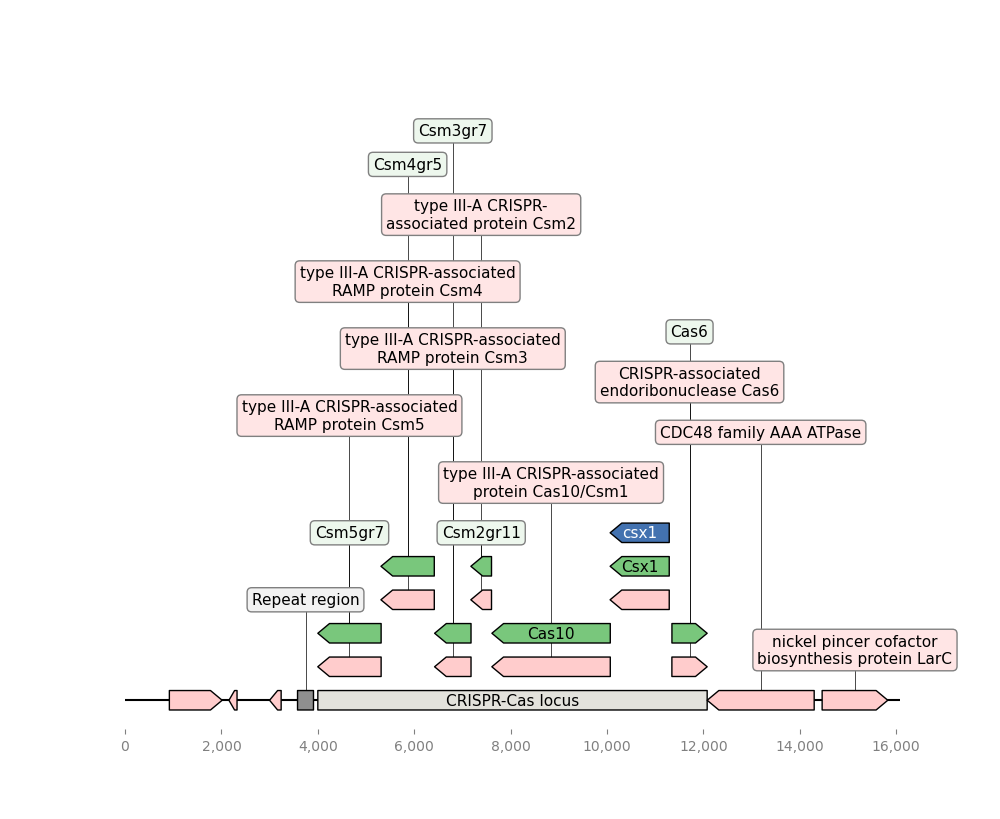 Csm3gr7
Csm4gr5
type III-A CRISPR-
associated protein Csm2
type III-A CRISPR-associated
RAMP protein Csm4
Cas6
type III-A CRISPR-associated
RAMP protein Csm3
CRISPR-associated
endoribonuclease Cas6
type III-A CRISPR-associated
RAMP protein Csm5
CDC48 family AAA ATPase
type III-A CRISPR-associated
protein Cas10/Csm1
Csm5gr7
Csm2gr11
csx1
Csx1
Repeat region
Cas10
nickel pincer cofactor
biosynthesis protein LarC
CRISPR-Cas locus
0 2,000 4,000 6,000 8,000 10,000 12,000 14,000 16,000